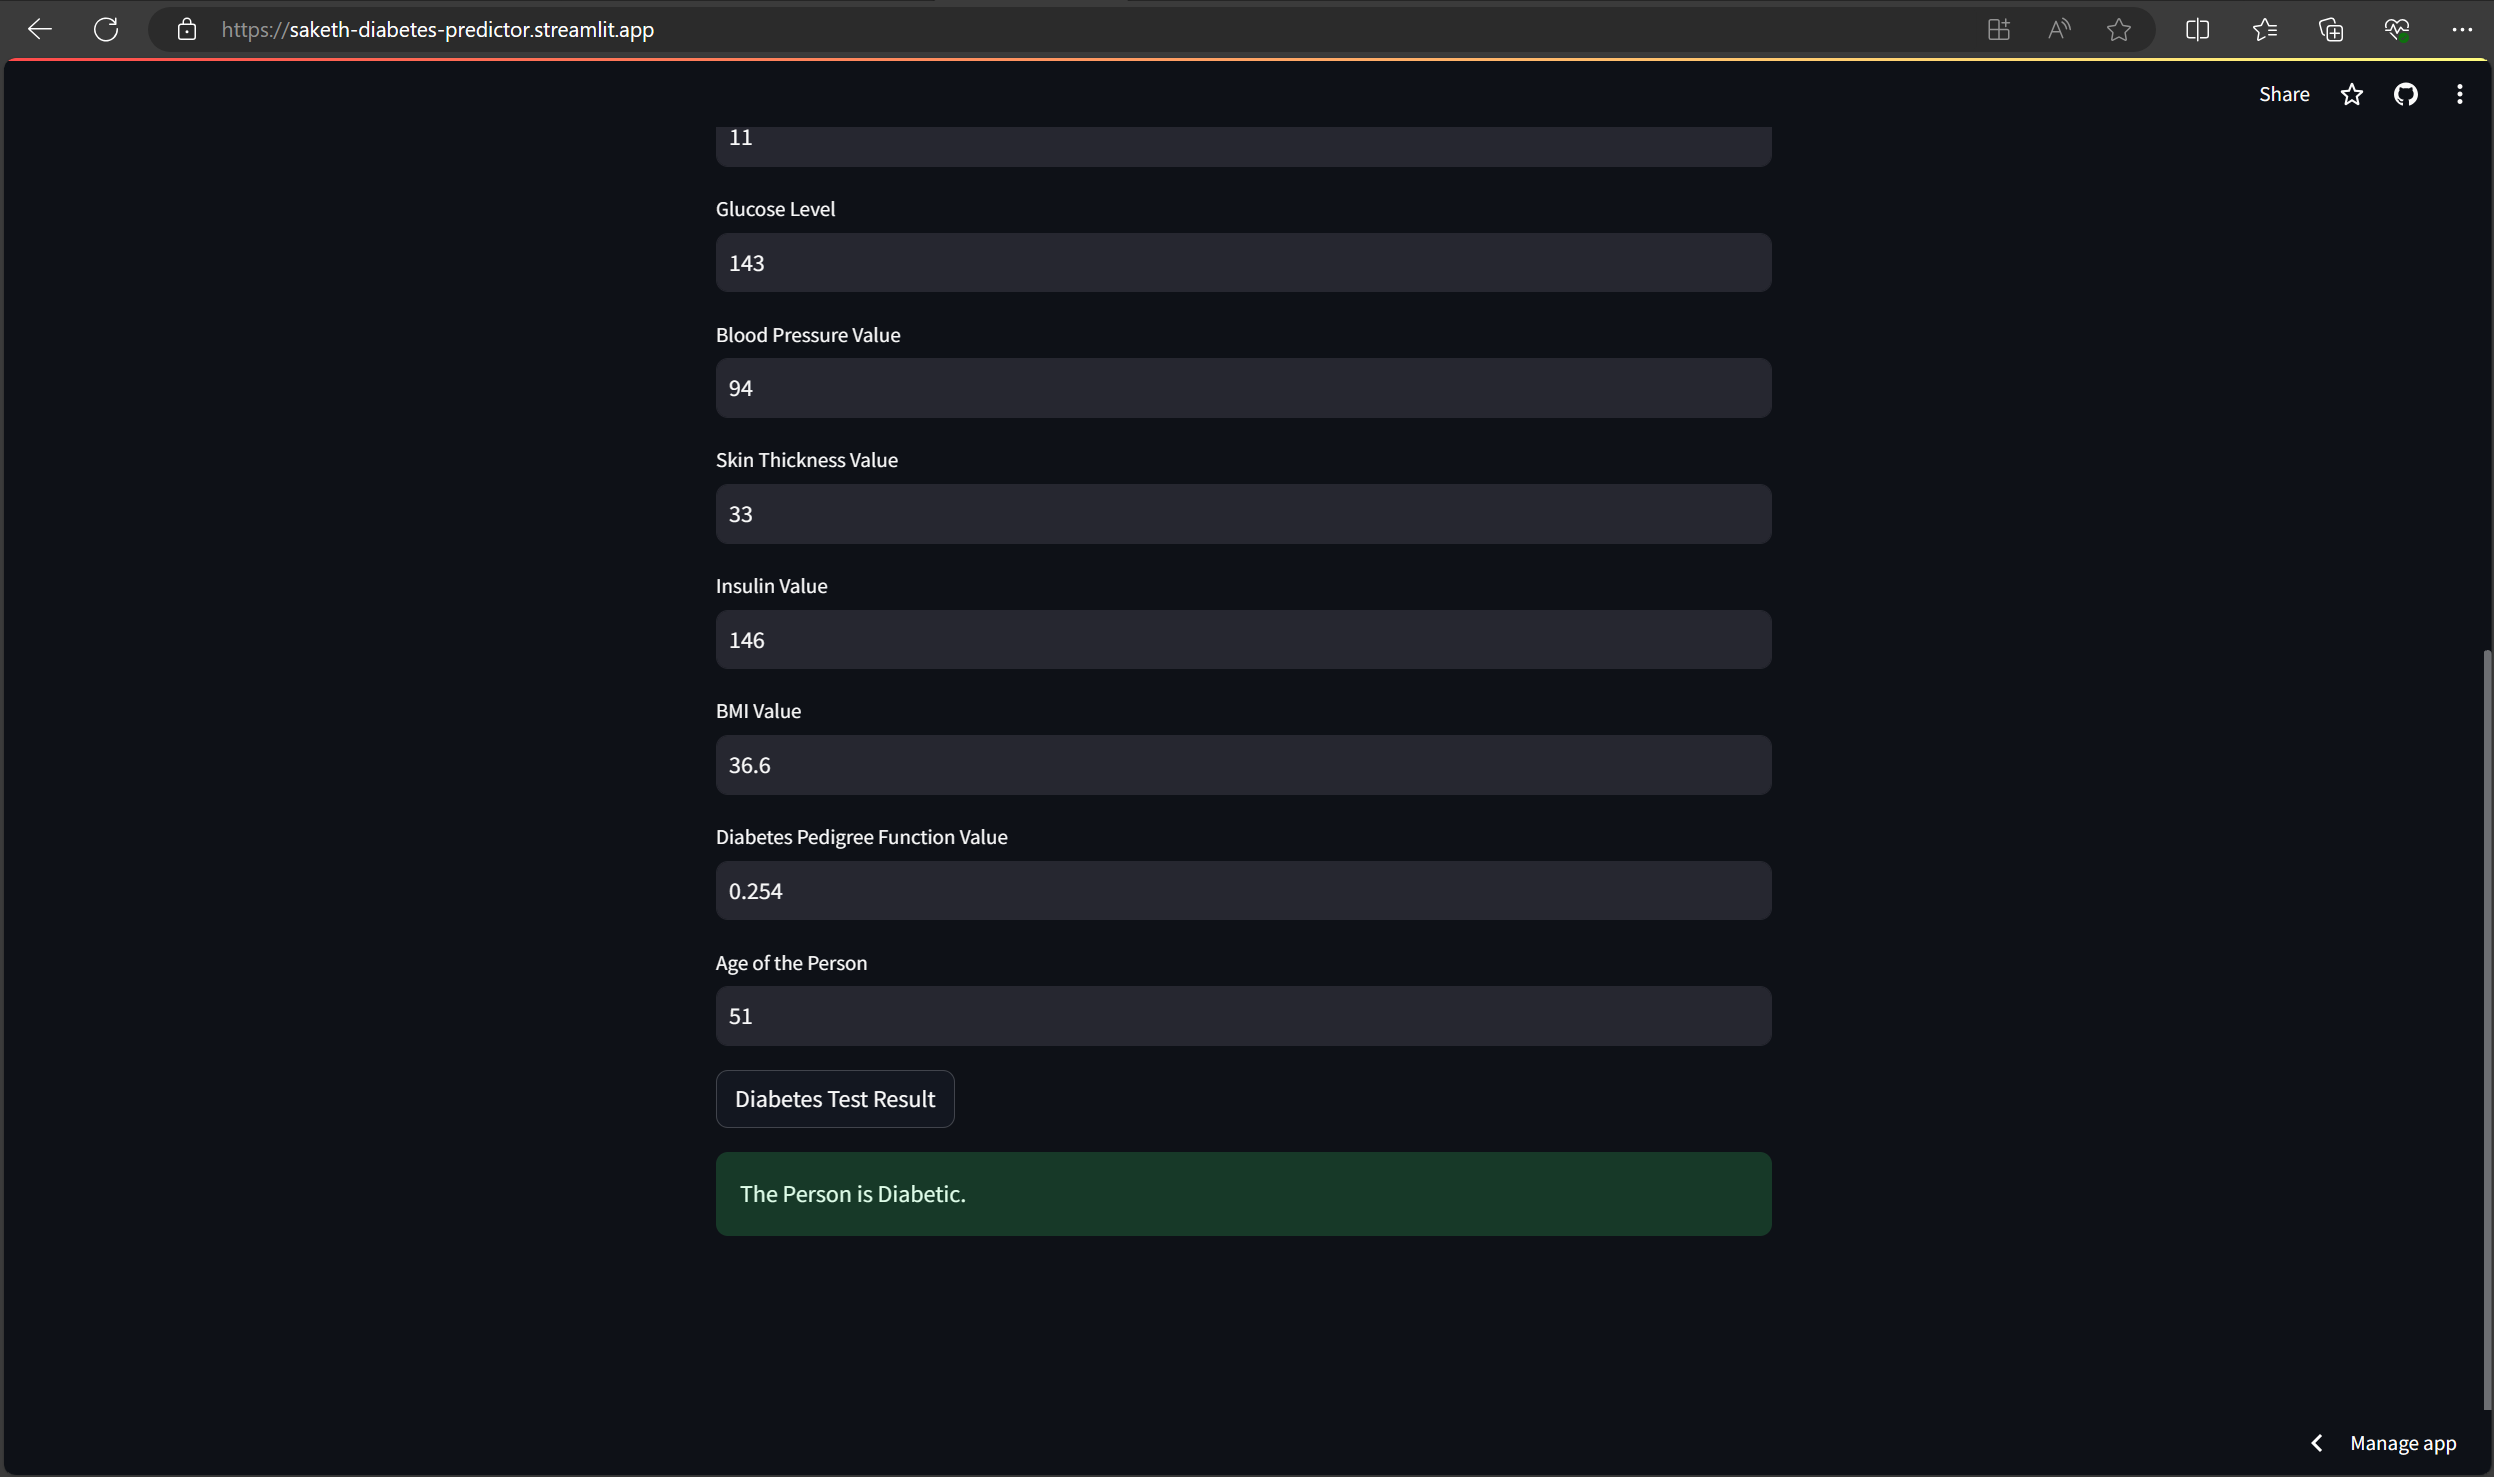 https://saketh-diabetes-predictor.streamlit.app
Share
11
Glucose Level
143
Blood Pressure Value
94
Skin Thickness Value
33
Insulin Value
146
BMI Value
36.6
Diabetes Pedigree Function Value
0.254
Age of the Person
51
Diabetes Test Result
The Person is Diabetic.
Manage app